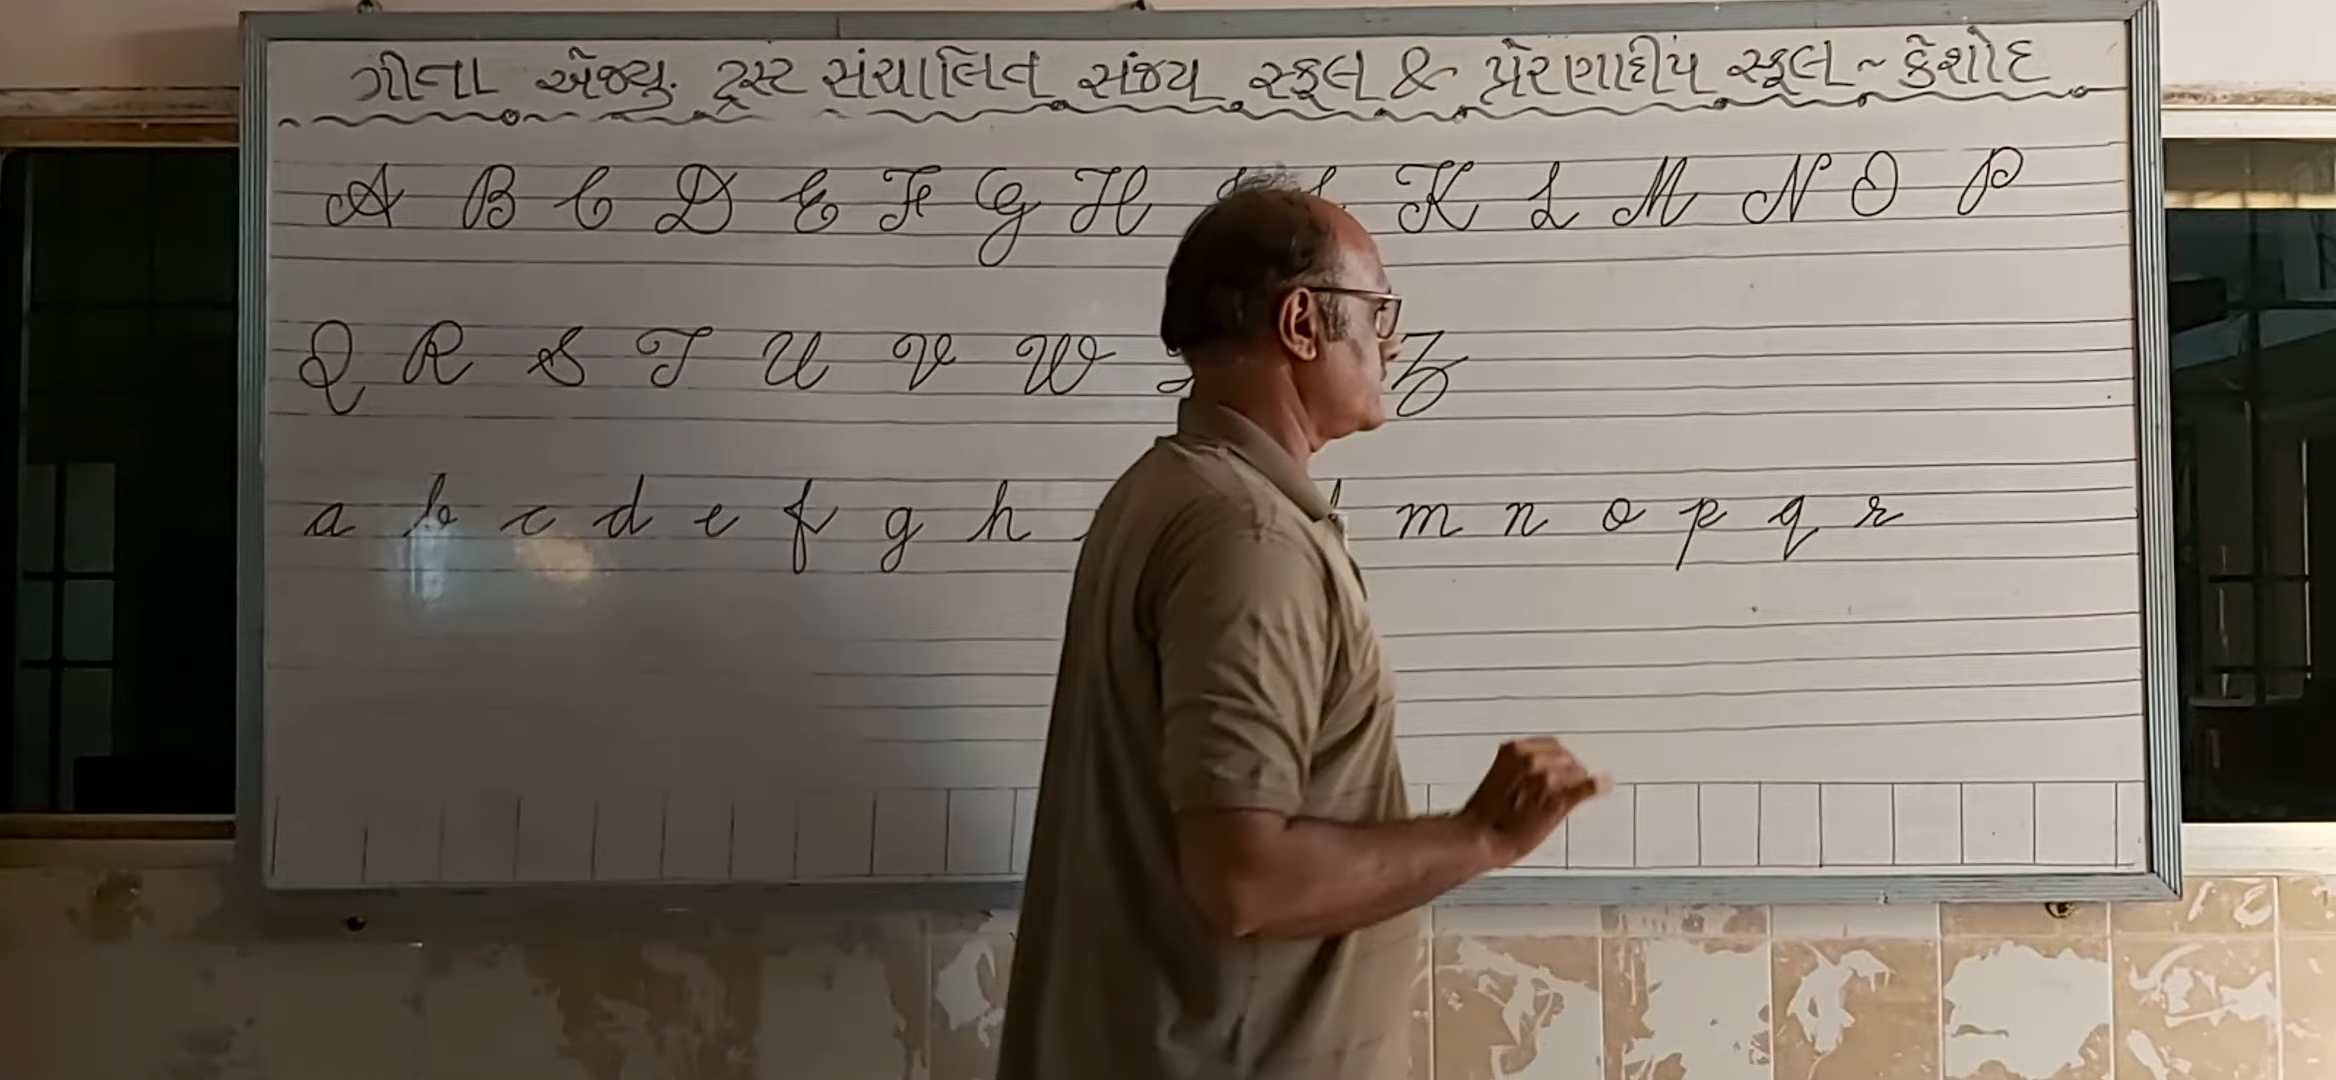 ગીતા એજ્યુ. ટ્રસ્ટ સંચાલિત સંજય સ્કૂલ & પ્રેરણાદીપ સ્કૂલ ~ કેશોદ
A B C D E F G H K L M N O P
Q R S T U V W Z
a b c d e f g h m n o p q r